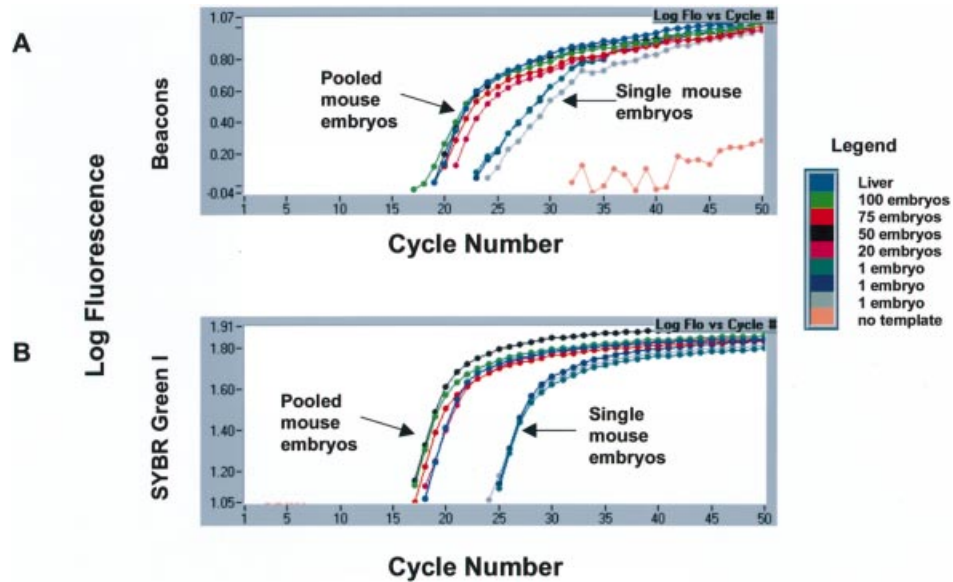 A
Log Flo vs Cycle #
1.07
0.80
0.60
0.40
0.20
-0.04
Beacons
Pooled
mouse
embryos
Single mouse
embryos
1 5 10 15 20 25 30 35 40 45 50
Cycle Number
Log Fluorescence
Legend
Liver
100 embryos
75 embryos
50 embryos
20 embryos
1 embryo
1 embryo
1 embryo
no template
B
Log Flo vs Cycle #
1.91
1.80
1.60
1.40
1.20
1.05
SYBR Green I
Pooled
mouse
embryos
Single
mouse
embryos
1 5 10 15 20 25 30 35 40 45 50
Cycle Number